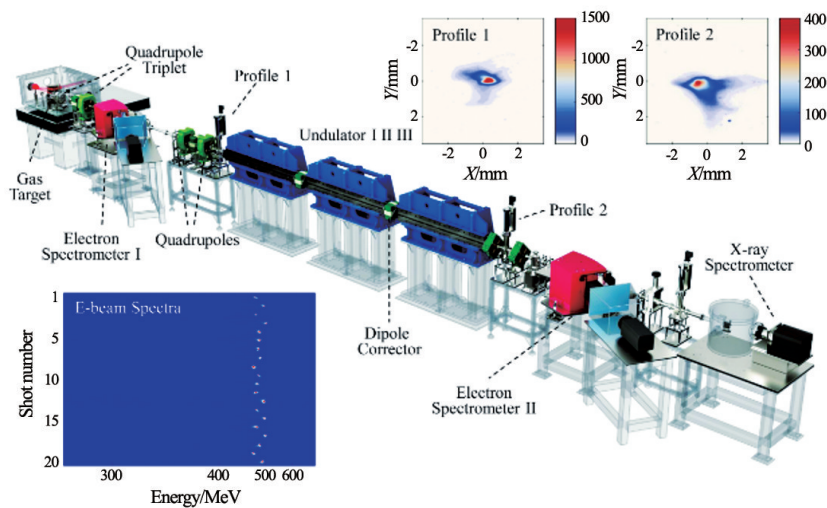 Quadrupole
Triplet
Profile 1
Gas
Target
Electron
Spectrometer I
Quadrupoles
Undulator I II III
Dipole
Corrector
Profile 2
Electron
Spectrometer II
X-ray
Spectrometer
Profile 1
-2
0
2
Y/mm
-2
0
2
X/mm
1500
1000
500
0
Profile 2
-2
0
2
Y/mm
-2
0
2
X/mm
400
300
200
100
0
E-beam Spectra
1
5
10
15
20
Shot number
300
400
500
600
Energy/MeV